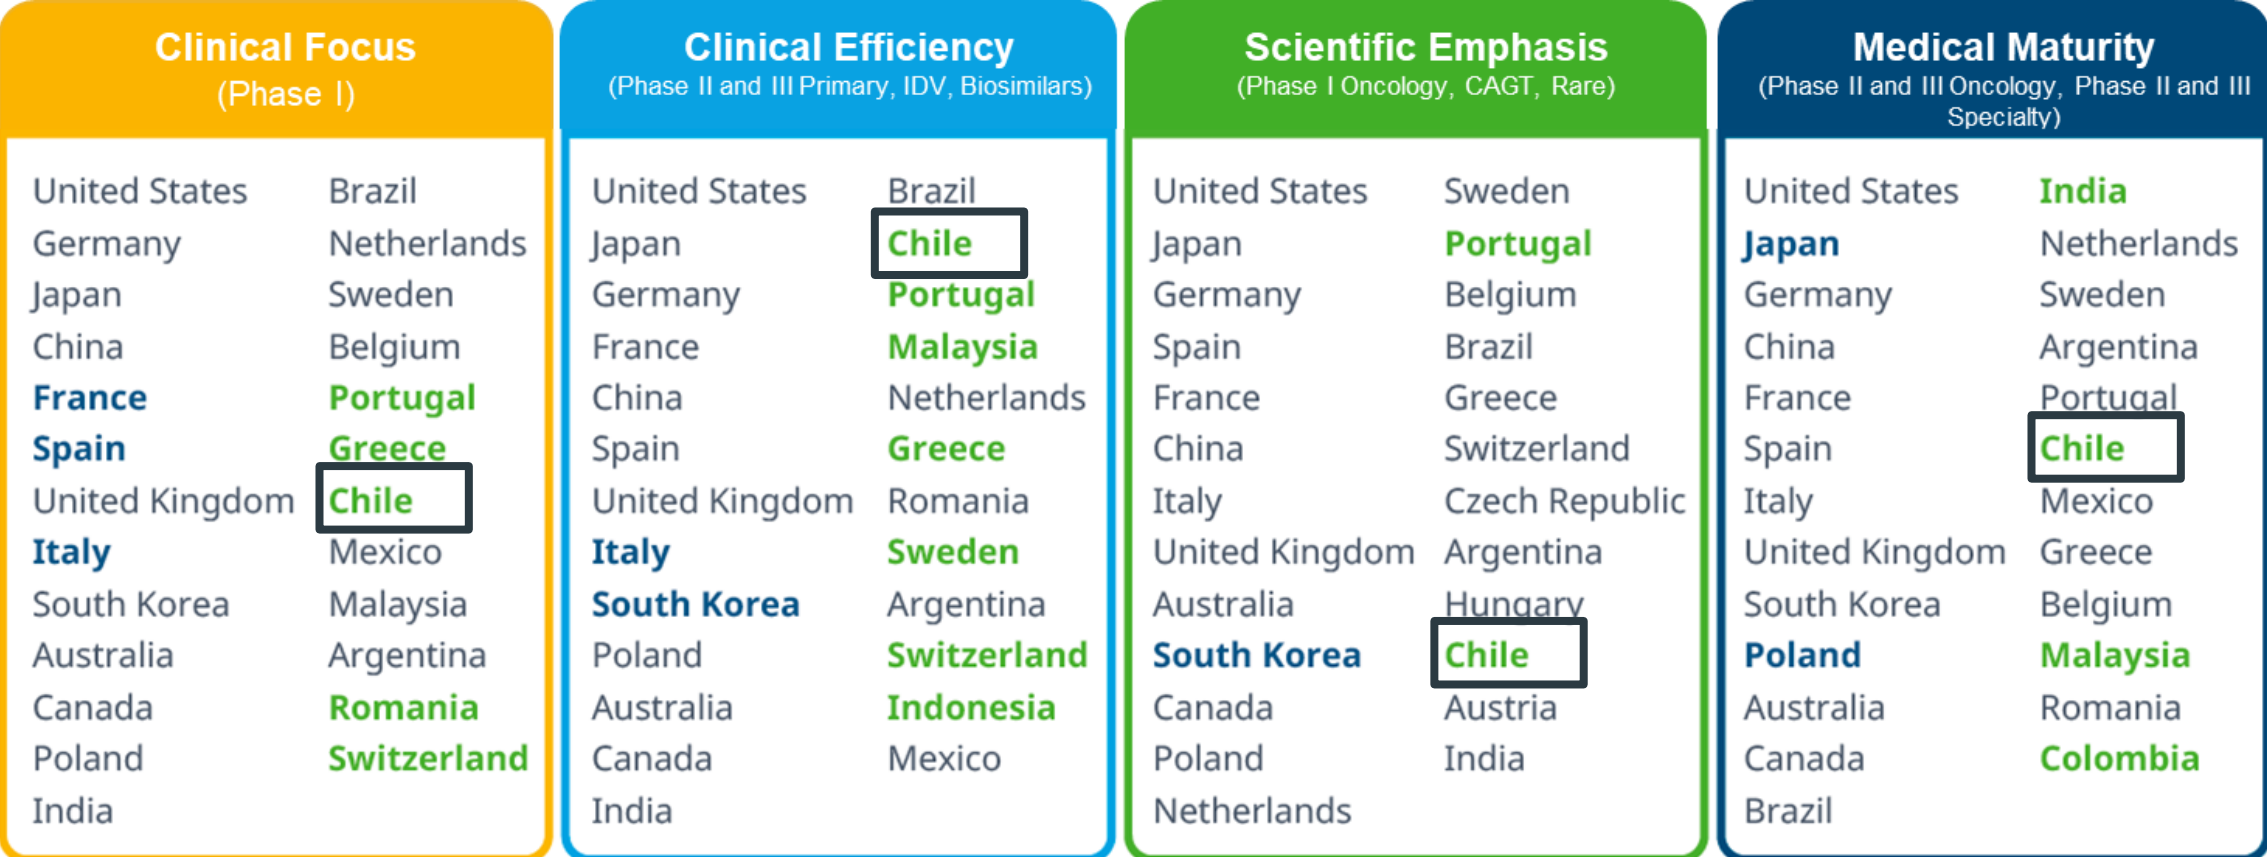 Clinical Focus
(Phase I)
United States
Germany
Japan
China
France
Spain
United Kingdom
Italy
South Korea
Australia
Canada
Poland
India
Brazil
Netherlands
Sweden
Belgium
Portugal
Greece
Chile
Mexico
Malaysia
Argentina
Romania
Switzerland
Clinical Efficiency
(Phase II and III Primary, IDV, Biosimilars)
United States
Japan
Germany
France
China
Spain
United Kingdom
Italy
South Korea
Poland
Australia
Canada
India
Brazil
Chile
Portugal
Malaysia
Netherlands
Greece
Romania
Sweden
Argentina
Switzerland
Indonesia
Mexico
Scientific Emphasis
(Phase I Oncology, CAGT, Rare)
United States
Japan
Germany
Spain
France
China
Italy
United Kingdom
Australia
South Korea
Canada
Poland
Netherlands
Sweden
Portugal
Belgium
Brazil
Greece
Switzerland
Czech Republic
Argentina
Hungary
Chile
Austria
India
Medical Maturity
(Phase II and III Oncology, Phase II and III
Specialty)
United States
Japan
Germany
China
France
Spain
Italy
United Kingdom
South Korea
Poland
Australia
Canada
Brazil
India
Netherlands
Sweden
Argentina
Portugal
Chile
Mexico
Greece
Belgium
Malaysia
Romania
Colombia